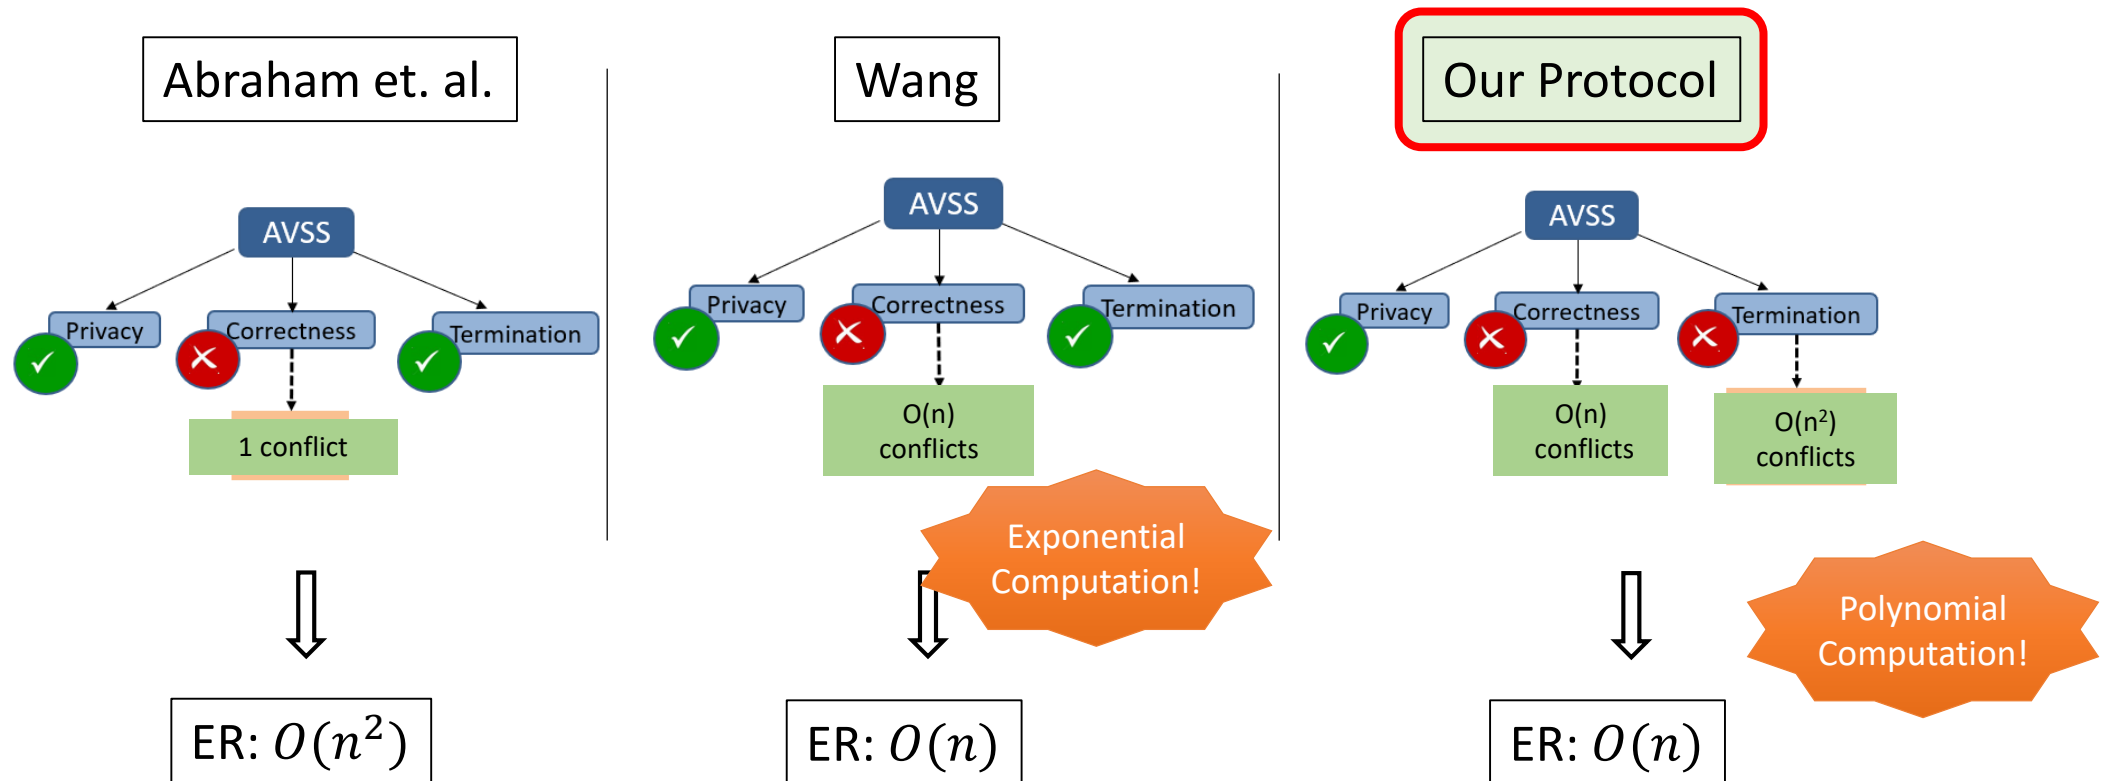 Abraham et. al.
AVSS
Privacy
Correctness
Termination
1 conflict
ER: O(n²)
Wang
AVSS
Privacy
Correctness
Termination
O(n)
conflicts
Exponential
Computation!
ER: O(n)
Our Protocol
AVSS
Privacy
Correctness
Termination
O(n²)
conflicts
O(n)
conflicts
Polynomial
Computation!
ER: O(n)